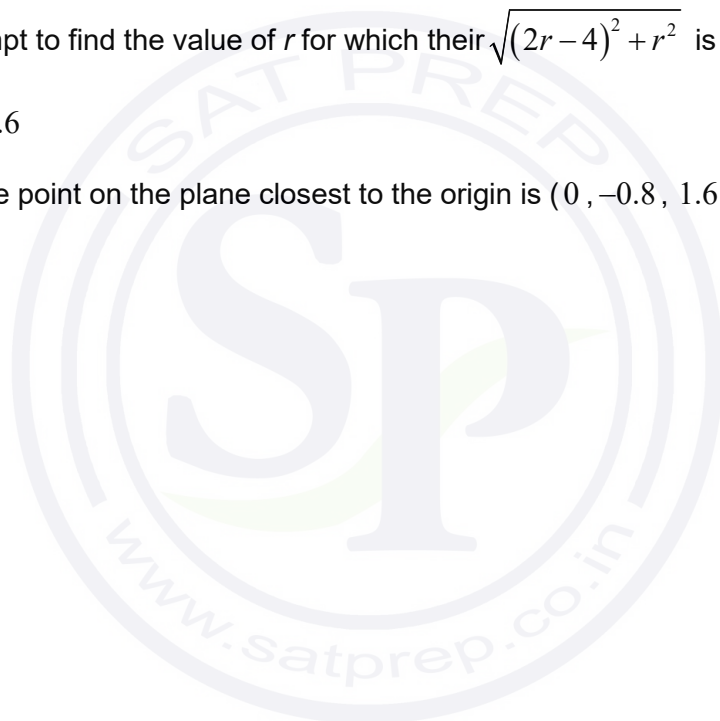 pt to find the value of r for which their √((2r − 4)² + r²) is
.6
e point on the plane closest to the origin is (0 , −0.8 , 1.6
SAT PREP
SP
www.satprep.co.in